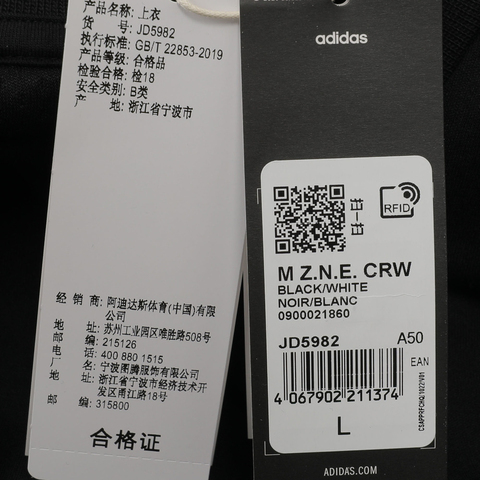 产品名称: 上衣
货 号: JD5982
执行标准: GB/T 22853-2019
产品等级: 合格品
检验合格: 检18
安全类别: B类
产 地: 浙江省宁波市
经 销 商: 阿迪达斯体育(中国)有限
公司
地 址: 苏州工业园区唯胜路508号
邮 编: 215126
电 话: 400 880 1515
厂 名: 宁波图腾服饰有限公司
地 址: 浙江省宁波市经济技术开
发区甬江路18号
邮 编: 315800
合格证
adidas
RFID
M Z.N.E. CRW
BLACK/WHITE
NOIR/BLANC
0900021860
JD5982 A50
EAN
4 067902 211374
L
ADIDAS.COM